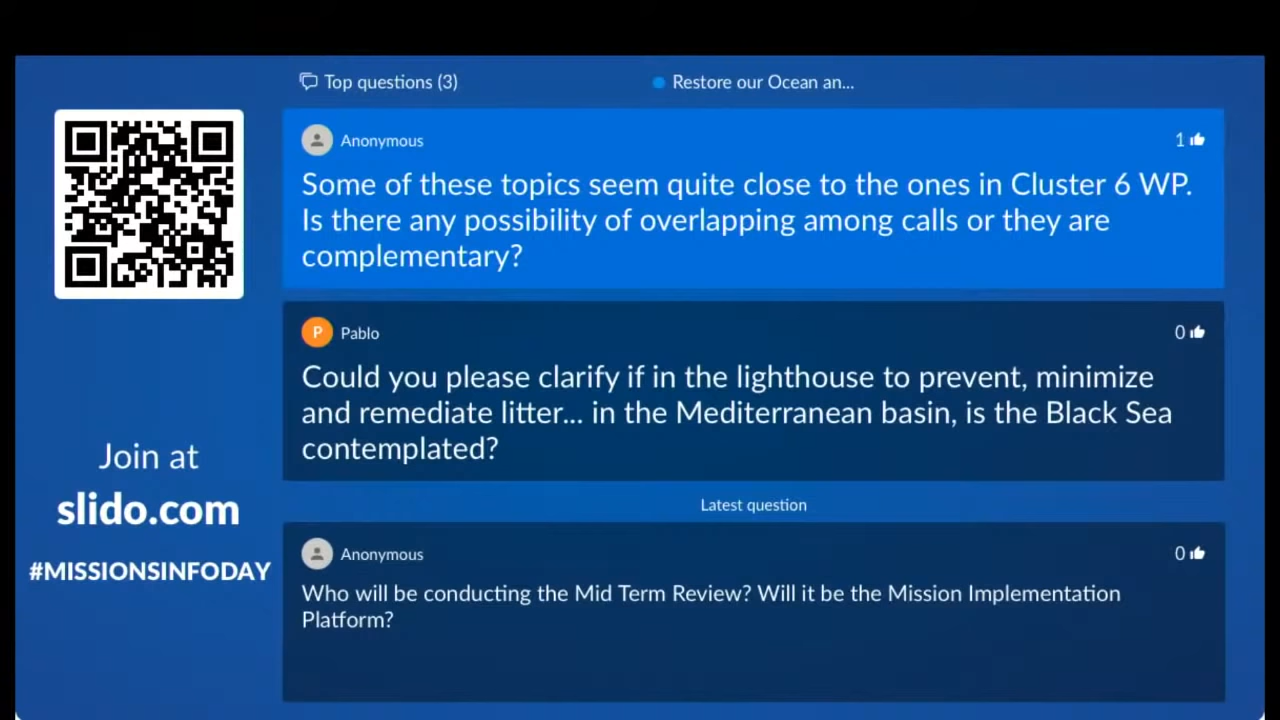 Top questions (3)
Restore our Ocean an...
Anonymous
1
Some of these topics seem quite close to the ones in Cluster 6 WP.
Is there any possibility of overlapping among calls or they are
complementary?
P
Pablo
0
Could you please clarify if in the lighthouse to prevent, minimize
and remediate litter... in the Mediterranean basin, is the Black Sea
contemplated?
Join at
slido.com
#MISSIONSINFODAY
Latest question
Anonymous
0
Who will be conducting the Mid Term Review? Will it be the Mission Implementation
Platform?